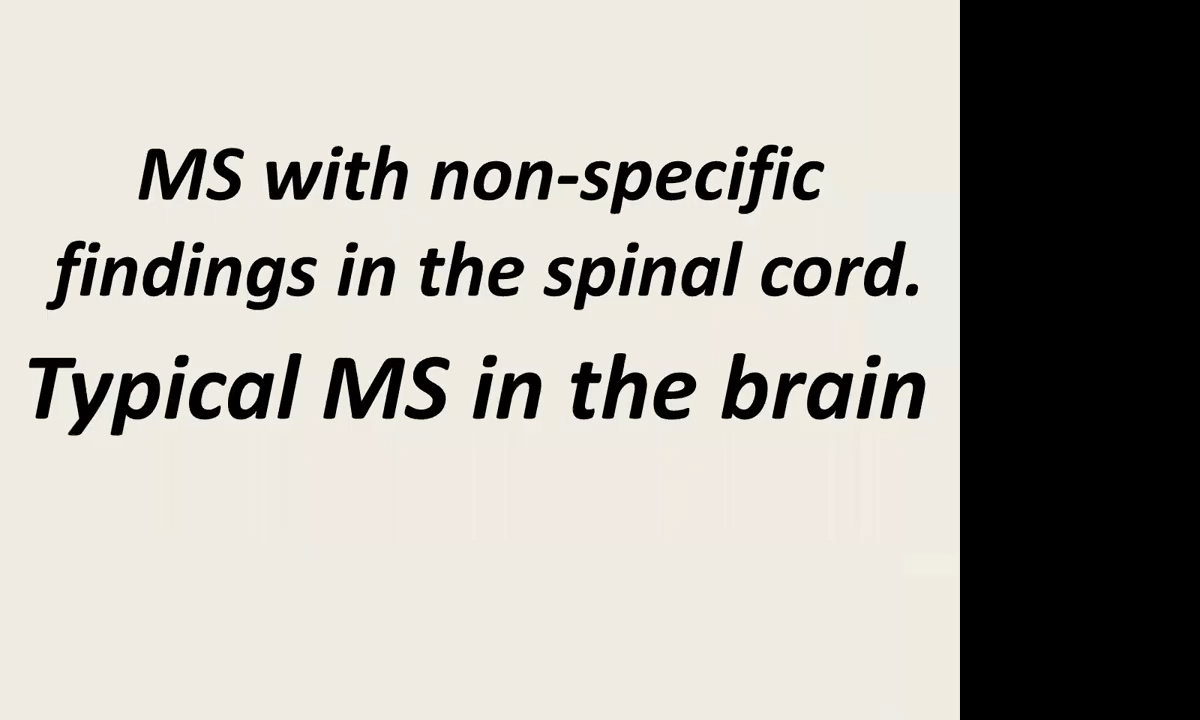 MS with non-specific
findings in the spinal cord.
Typical MS in the brain